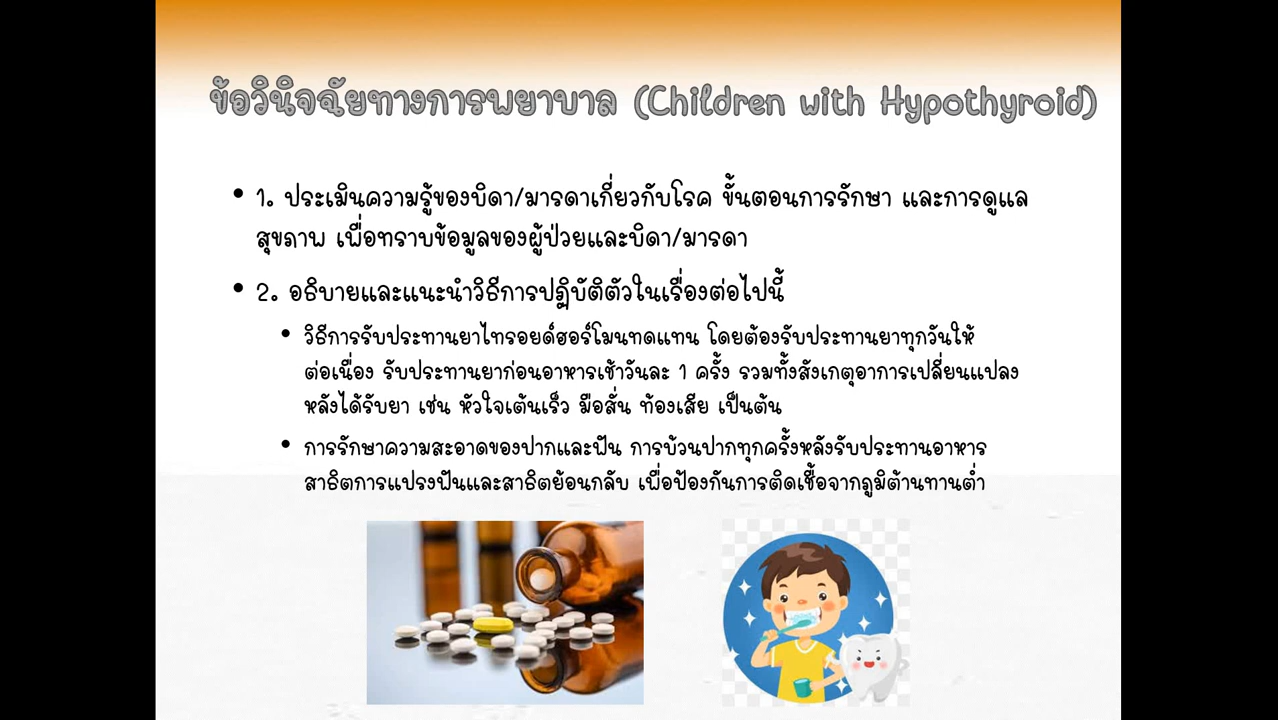 ข้อวินิจฉัยทางการพยาบาล (Children with Hypothyroid)
• 1. ประเมินความรู้ของบิดา/มารดาเกี่ยวกับโรค ขั้นตอนการรักษา และการดูแล
สุขภาพ เพื่อทราบข้อมูลของผู้ป่วยและบิดา/มารดา
• 2. อธิบายและแนะนำวิธีการปฏิบัติตัวในเรื่องต่อไปนี้
• วิธีการรับประทานยาไทรอยด์ฮอร์โมนทดแทน โดยต้องรับประทานยาทุกวันให้
ต่อเนื่อง รับประทานยาก่อนอาหารเช้าวันละ 1 ครั้ง รวมทั้งสังเกตุอาการเปลี่ยนแปลง
หลังได้รับยา เช่น หัวใจเต้นเร็ว มือสั่น ท้องเสีย เป็นต้น
• การรักษาความสะอาดของปากและฟัน การบ้วนปากทุกครั้งหลังรับประทานอาหาร
สาธิตการแปรงฟันและสาธิตย้อนกลับ เพื่อป้องกันการติดเชื้อจากภูมิต้านทานต่ำ